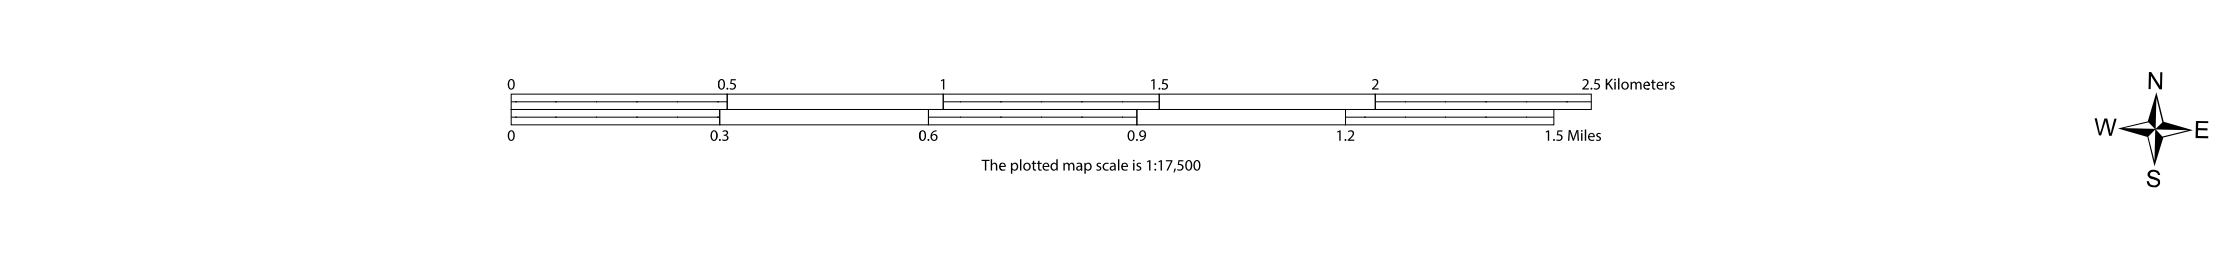 0 0.5 1 1.5 2 2.5 Kilometers
0 0.3 0.6 0.9 1.2 1.5 Miles
The plotted map scale is 1:17,500
N
W E
S